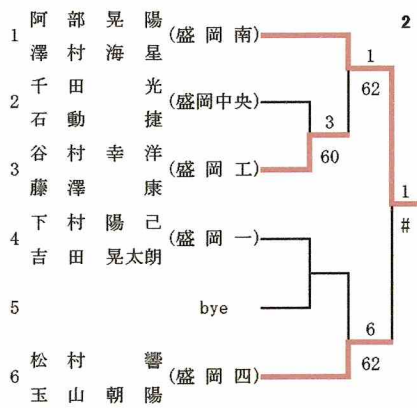 2
1 阿部晃陽 澤村海星 (盛岡南)
1
62
2 千田光 石動捷 (盛岡中央)
3
60
3 谷村幸洋 藤澤康 (盛岡工)
1
#
4 下村陽己 吉田晃太朗 (盛岡一)
5 bye
6
62
6 松村響 玉山朝陽 (盛岡四)